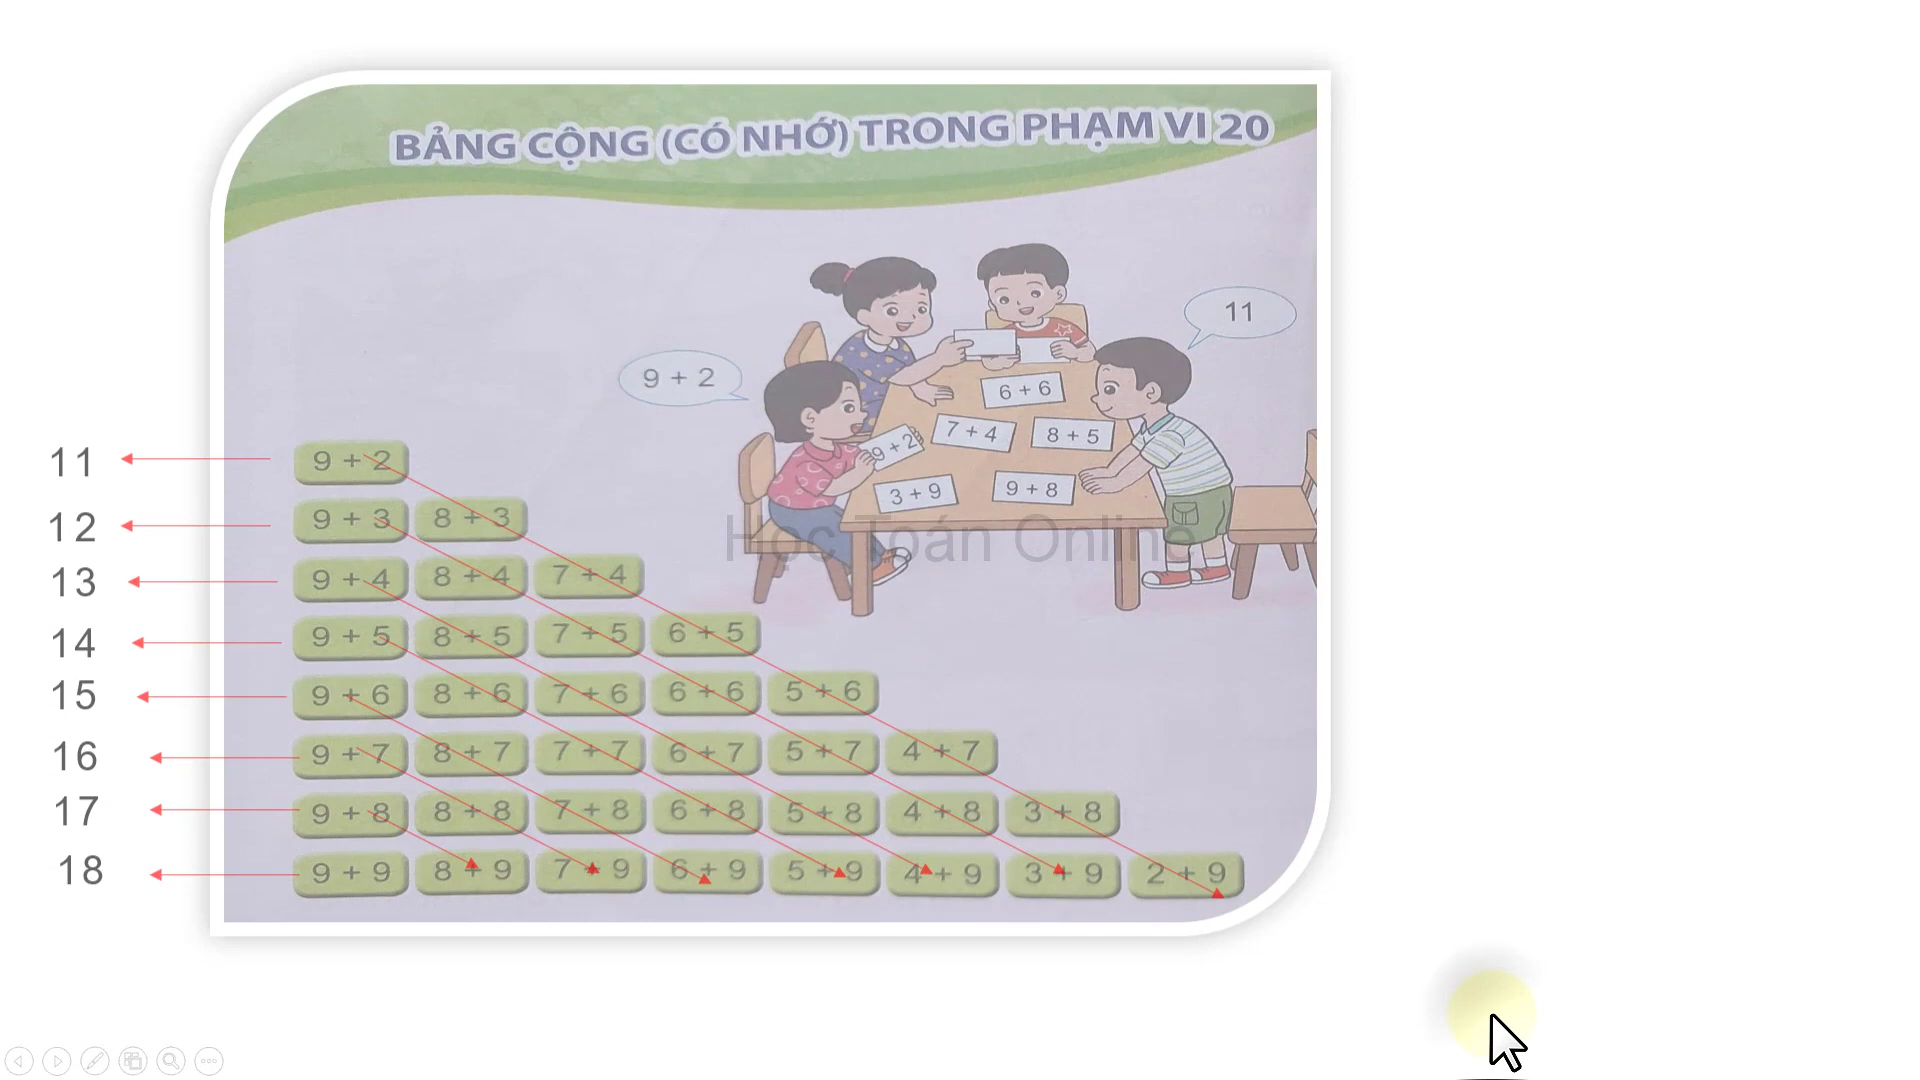 BẢNG CỘNG (CÓ NHỚ) TRONG PHẠM VI 20
11
9 + 2
6 + 6
7 + 4
8 + 5
9 + 2
3 + 9
9 + 8
Học Toán Online
11 9 + 2
12 9 + 3 8 + 3
13 9 + 4 8 + 4 7 + 4
14 9 + 5 8 + 5 7 + 5 6 + 5
15 9 + 6 8 + 6 7 + 6 6 + 6 5 + 6
16 9 + 7 8 + 7 7 + 7 6 + 7 5 + 7 4 + 7
17 9 + 8 8 + 8 7 + 8 6 + 8 5 + 8 4 + 8 3 + 8
18 9 + 9 8 + 9 7 + 9 6 + 9 5 + 9 4 + 9 3 + 9 2 + 9